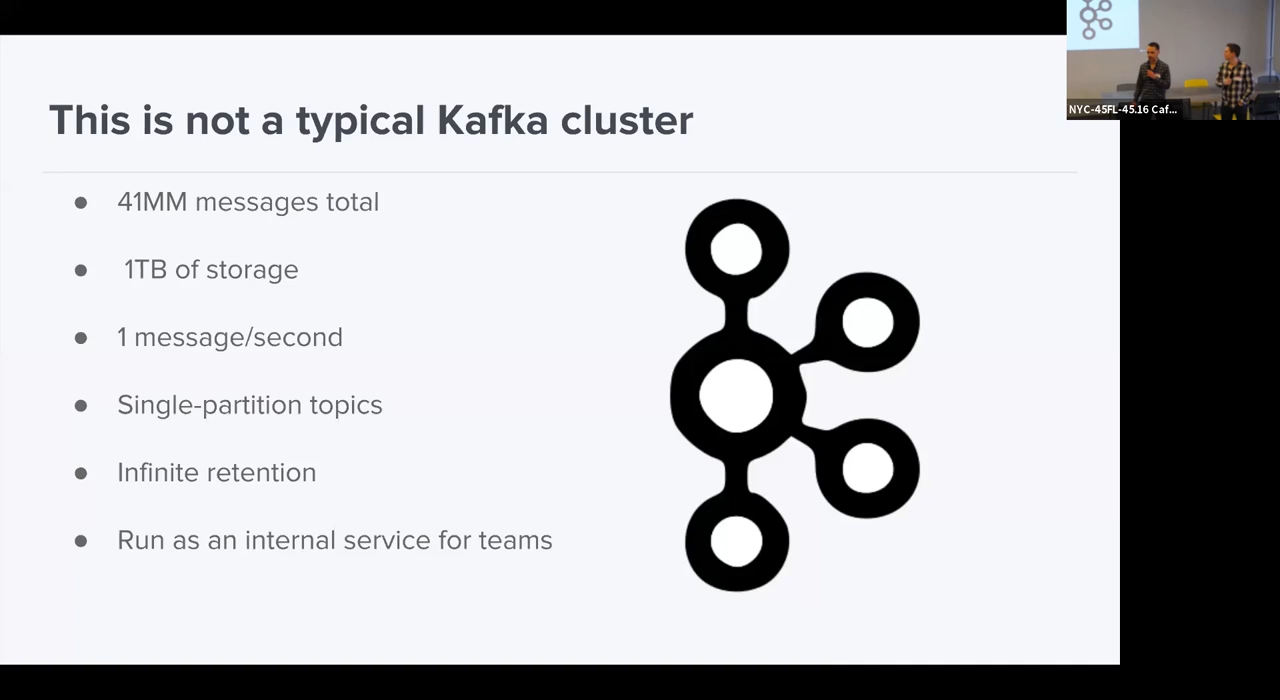 This is not a typical Kafka cluster
41MM messages total
1TB of storage
1 message/second
Single-partition topics
Infinite retention
Run as an internal service for teams
NYC-45FL-45.16 Caf...